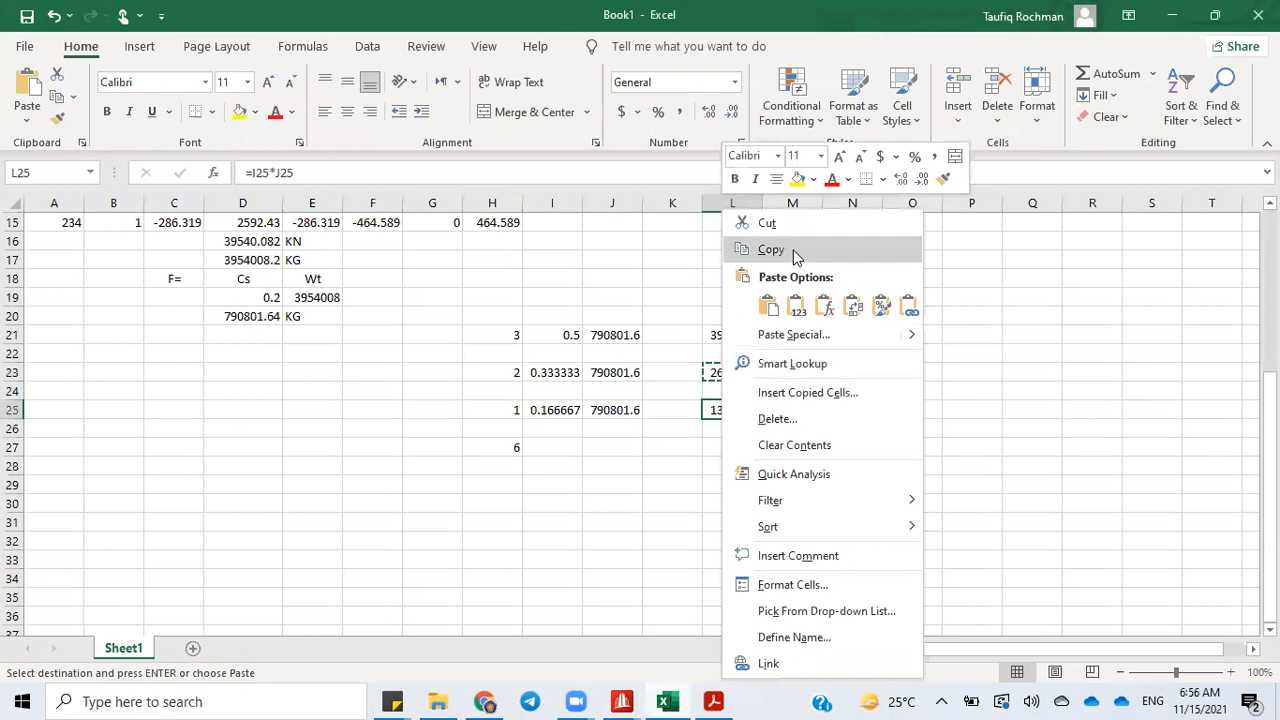 Book1 - Excel
Taufiq Rochman
File Home Insert Page Layout Formulas Data Review View Help Tell me what you want to do Share
Paste
Calibri 11
B I U
Wrap Text
Merge & Center
General
$ %
Conditional Formatting
Format as Table
Cell Styles
Insert Delete Format
AutoSum
Fill
Clear
Sort & Filter
Find & Select
Clipboard Font Alignment Number Styles Cells Editing
Calibri 11 $ %
B I A
L25 fx =I25*J25
A B C D E F G H I J K L M N O P Q R S T
15 234 1 -286.319 2592.43 -286.319 -464.589 0 464.589
16 39540.082 KN
17 3954008.2 KG
18 F= Cs Wt
19 0.2 3954008
20 790801.64 KG
21 3 0.5 790801.6 39
22
23 2 0.333333 790801.6 26
24
25 1 0.166667 790801.6 13
26
27 6
28
29
30
31
32
33
34
35
36
37
Cut
Copy
Paste Options:
Paste Special...
Smart Lookup
Insert Copied Cells...
Delete...
Clear Contents
Quick Analysis
Filter
Sort
Insert Comment
Format Cells...
Pick From Drop-down List...
Define Name...
Link
Sheet1
Select destination and press ENTER or choose Paste
100%
Type here to search
25°C
ENG
6:56 AM
11/15/2021
2